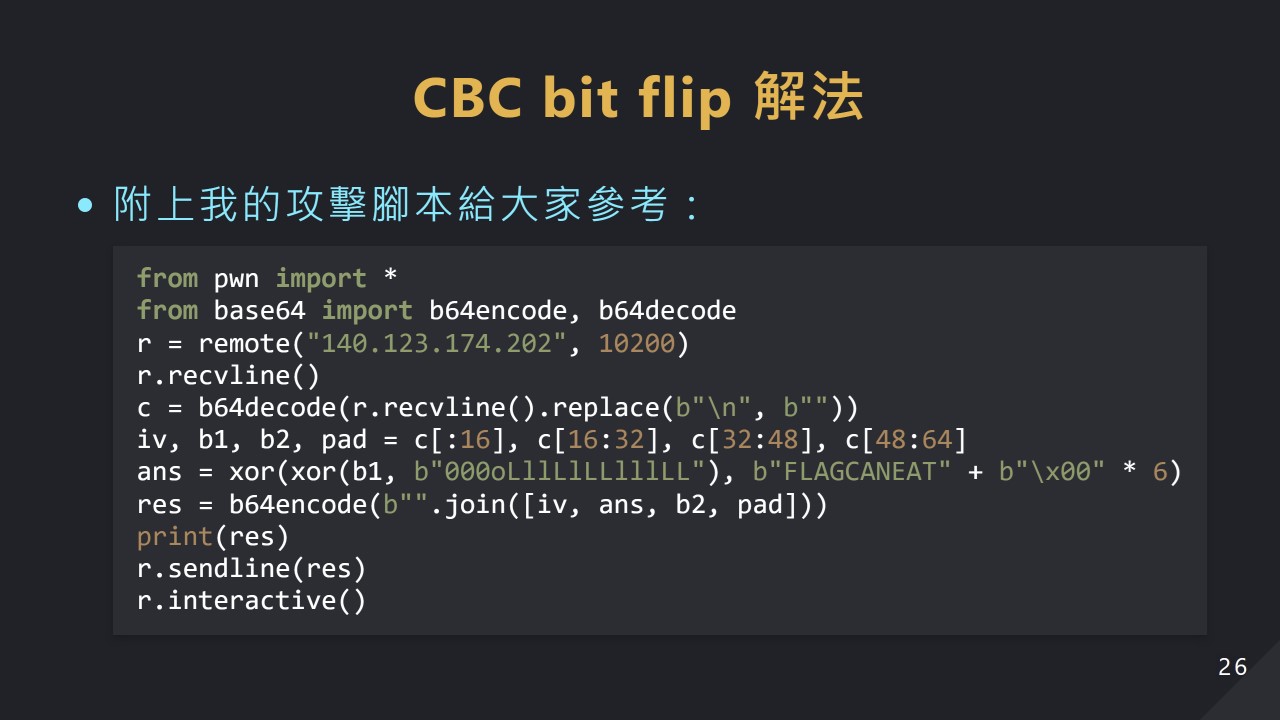 CBC bit flip 解法
• 附上我的攻擊腳本給大家參考：
from pwn import *
from base64 import b64encode, b64decode
r = remote("140.123.174.202", 10200)
r.recvline()
c = b64decode(r.recvline().replace(b"\n", b""))
iv, b1, b2, pad = c[:16], c[16:32], c[32:48], c[48:64]
ans = xor(xor(b1, b"000oLllLlLLlllLL"), b"FLAGCANEAT" + b"\x00" * 6)
res = b64encode(b"".join([iv, ans, b2, pad]))
print(res)
r.sendline(res)
r.interactive()
26